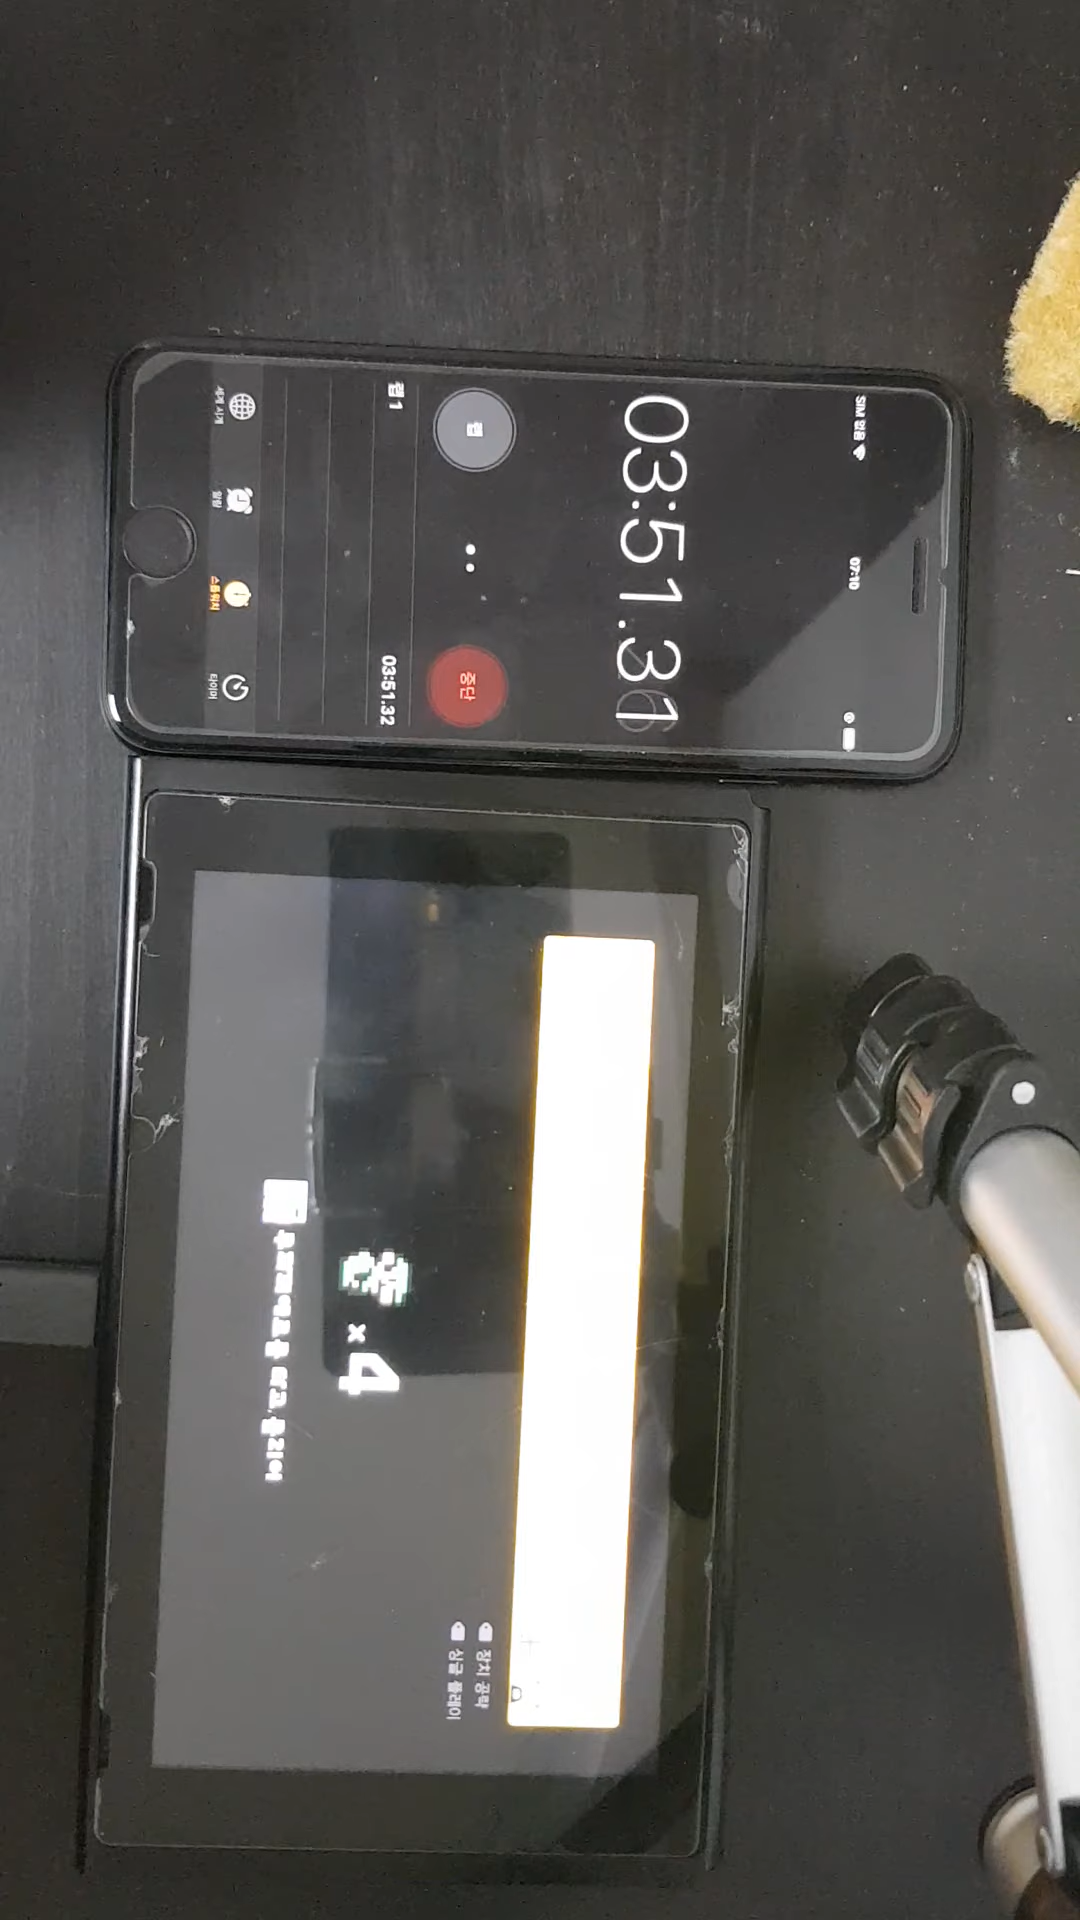 SIM 없음
07:10
03:51.31
랩
중단
랩 1
03:51.32
세계 시계
알람
스톱워치
타이머
장치 공략
싱글 플레이
× 4